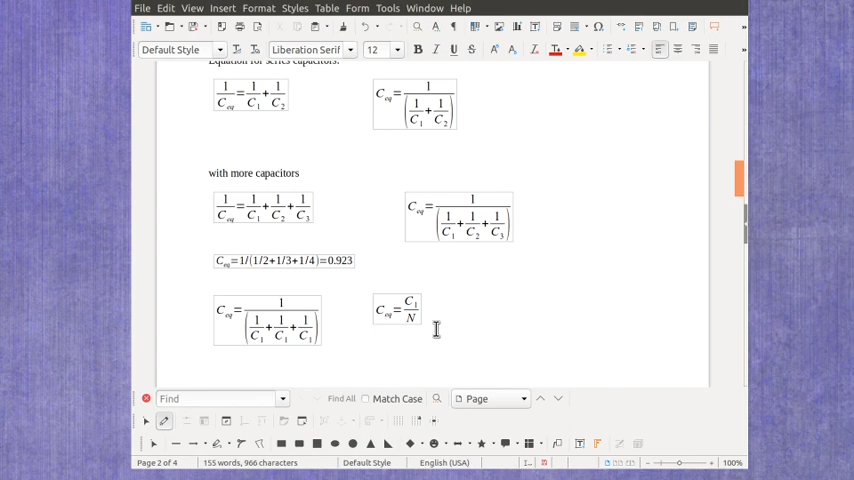 File Edit View Insert Format Styles Table Form Tools Window Help
Default Style Liberation Serif 12
Equation for series capacitors:
1/C_eq = 1/C_1 + 1/C_2
C_eq = 1/(1/C_1 + 1/C_2)
with more capacitors
1/C_eq = 1/C_1 + 1/C_2 + 1/C_3
C_eq = 1/(1/C_1 + 1/C_2 + 1/C_3)
C_eq=1/(1/2+1/3+1/4)=0.923
C_eq = 1/(1/C_1 + 1/C_1 + 1/C_1)
C_eq = C_1/N
Find Find All Match Case Page
Page 2 of 4 155 words, 966 characters Default Style English (USA) 100%